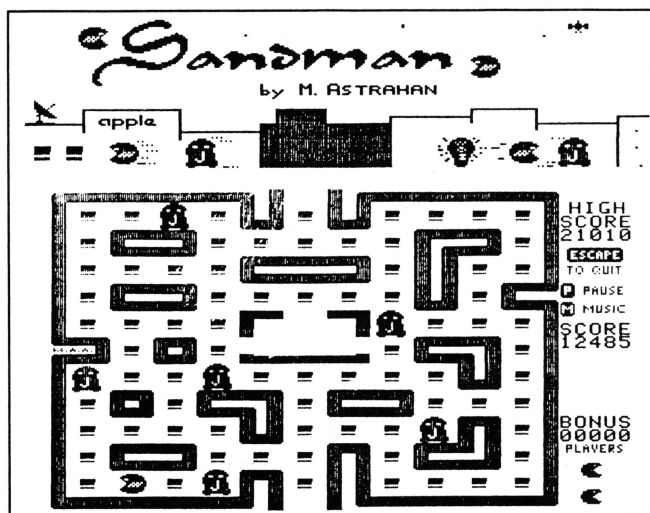 Sandman
by M. ASTRAHAN
apple
HIGH
SCORE
21010
ESCAPE
TO QUIT
P PAUSE
M MUSIC
SCORE
12485
BONUS
00000
PLAYERS